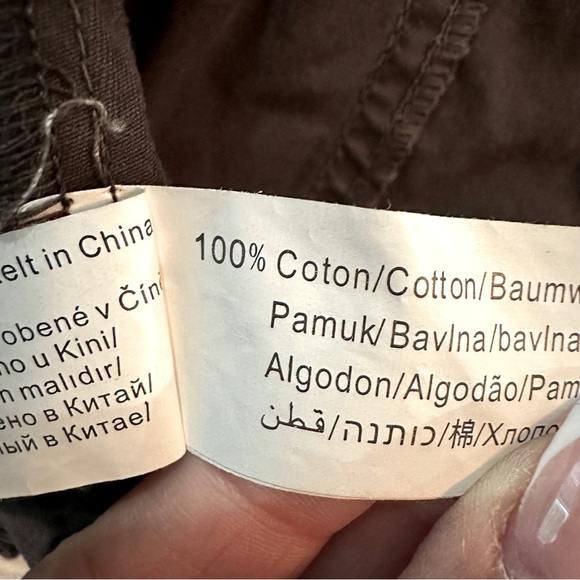 elt in China
obené v Čín
no u Kini/
n malıdır/
ено в Китай/
ный в Китае/
100% Coton/Cotton/Baumw
Pamuk/Bavlna/bavlna
Algodon/Algodão/Pam
قطن/כותנה/棉/Хлопо